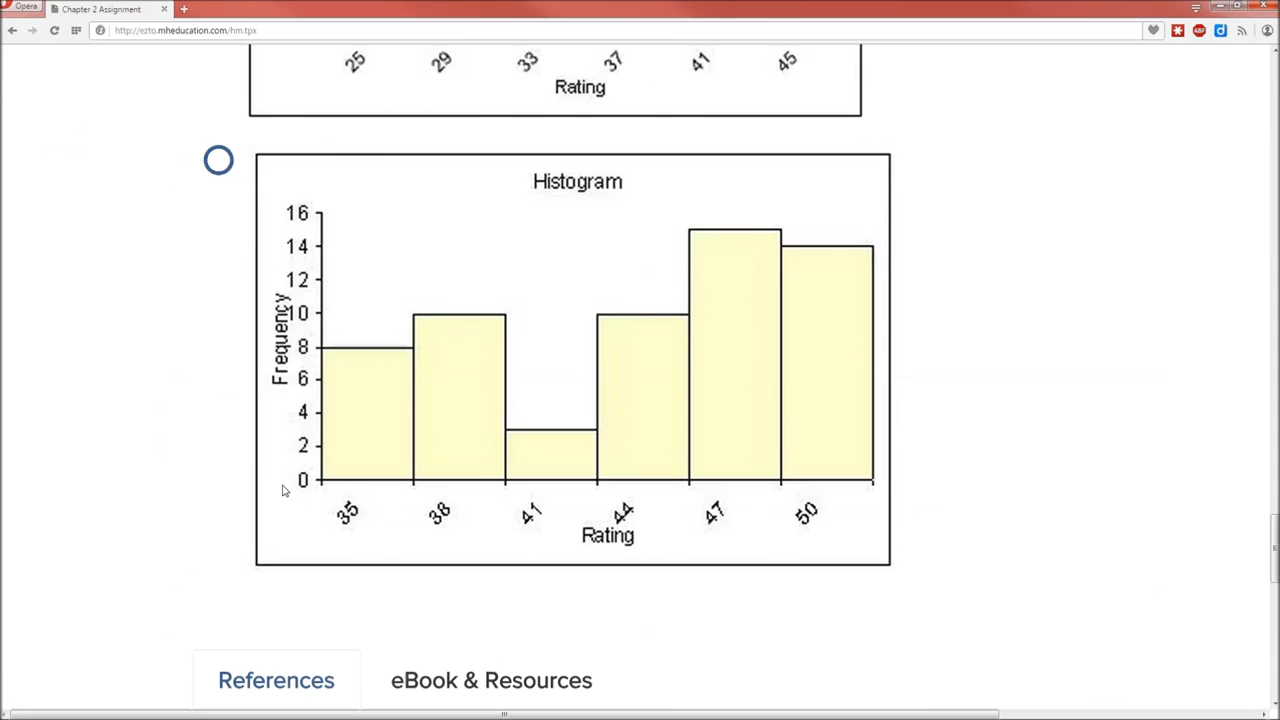 Opera
Chapter 2 Assignment
http://ezto.mheducation.com/hm.tpx
25 29 33 37 41 45
Rating
Histogram
16
14
12
10
8
6
4
2
0
Frequency
35 38 41 44 47 50
Rating
References
eBook & Resources